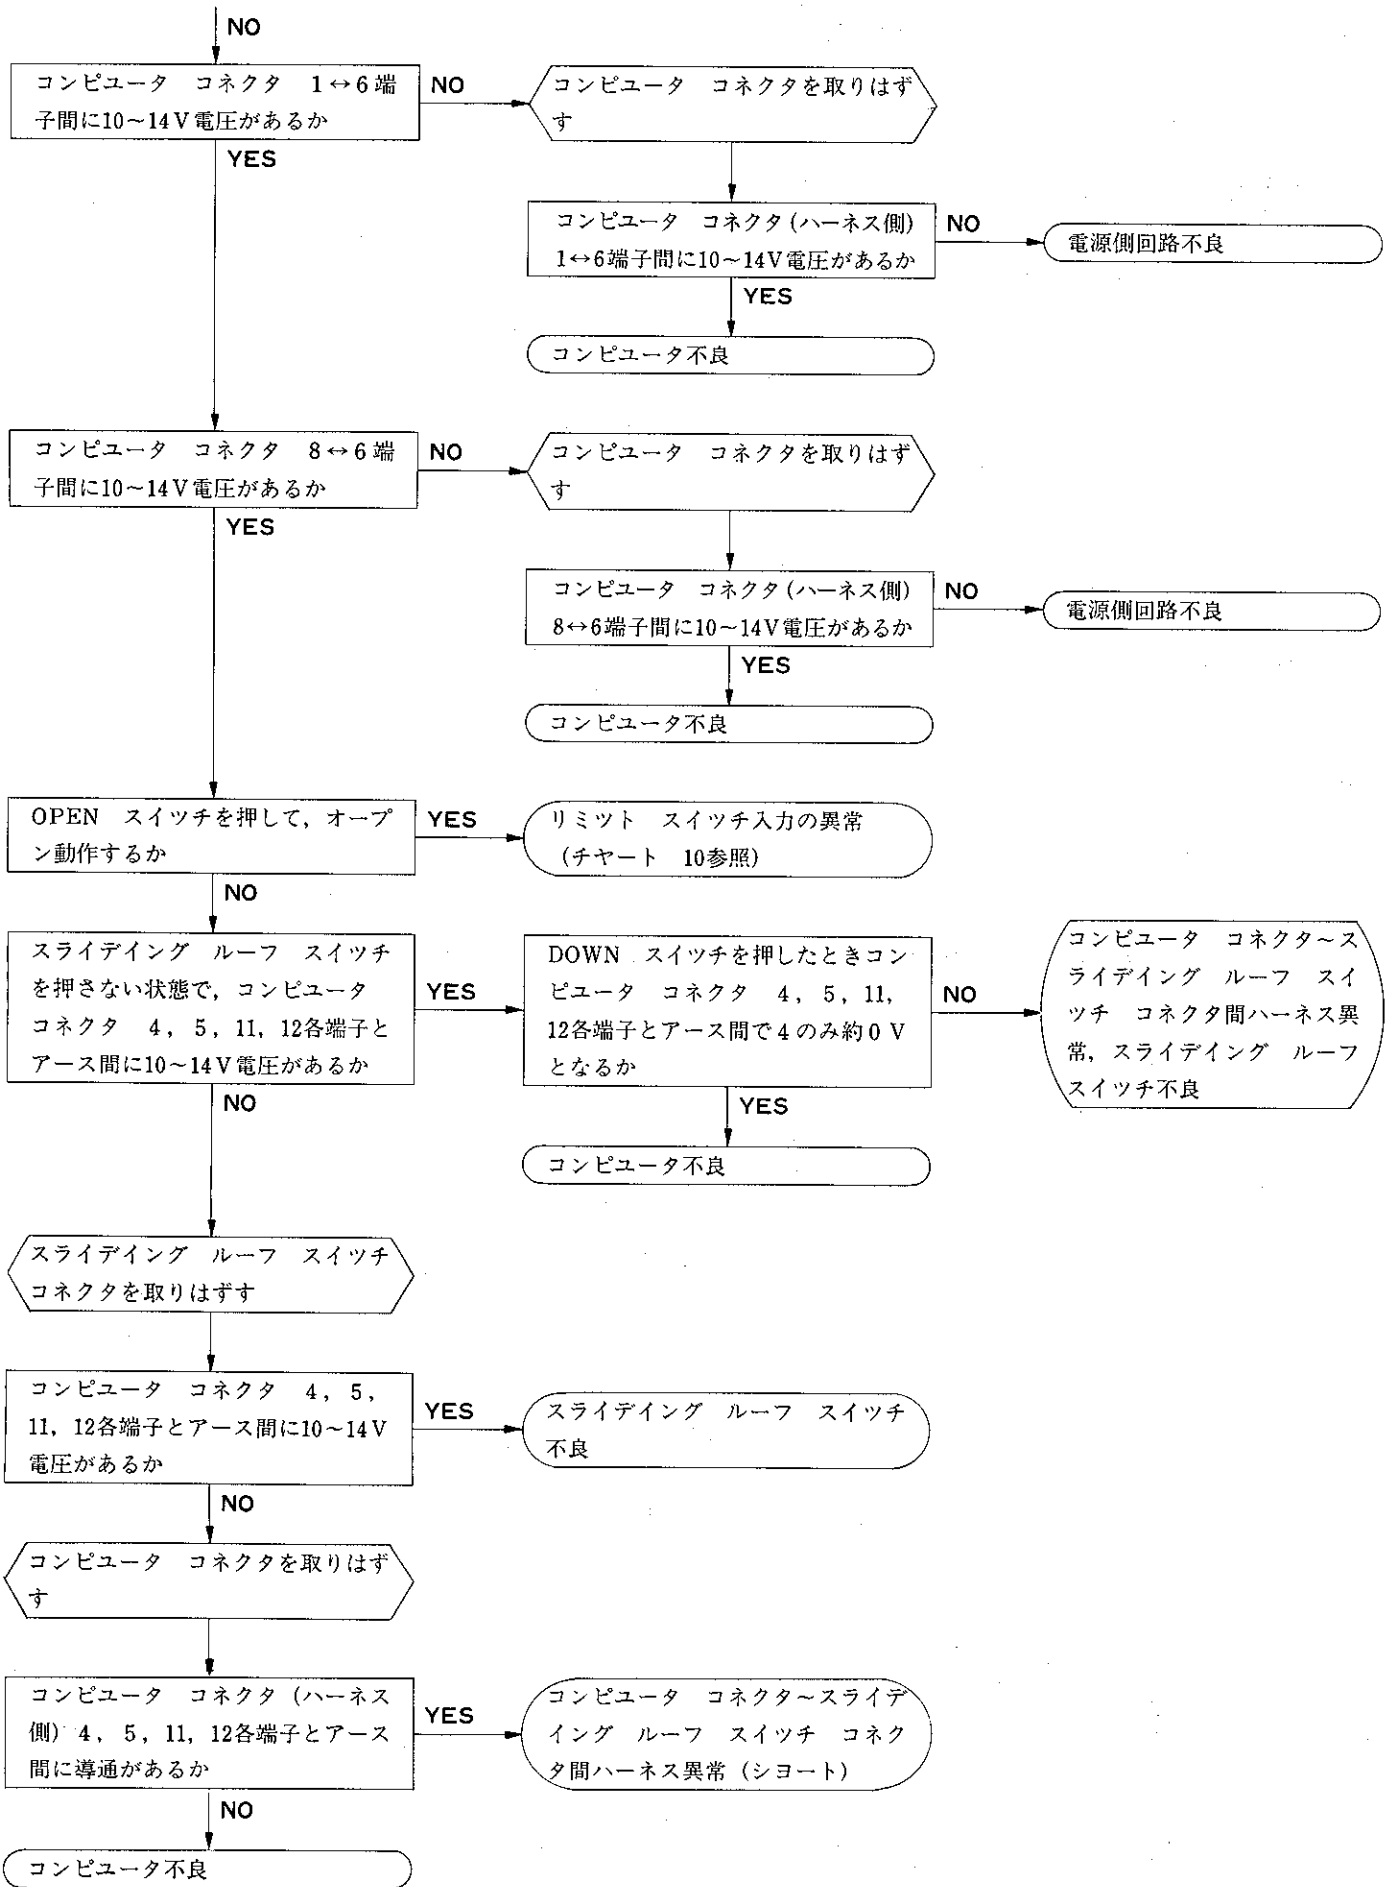 NO
コンピユータ　コネクタ　1↔6端
子間に10～14V電圧があるか
NO
コンピユータ　コネクタを取りはず
す
YES
コンピユータ　コネクタ(ハーネス側)
1↔6端子間に10～14V電圧があるか
NO
電源側回路不良
YES
コンピユータ不良
コンピユータ　コネクタ　8↔6端
子間に10～14V電圧があるか
NO
コンピユータ　コネクタを取りはず
す
YES
コンピユータ　コネクタ(ハーネス側)
8↔6端子間に10～14V電圧があるか
NO
電源側回路不良
YES
コンピユータ不良
OPEN　スイツチを押して，オープ
ン動作するか
YES
リミツト　スイツチ入力の異常
(チヤート　10参照)
NO
スライデイング　ルーフ　スイツチ
を押さない状態で，コンピユータ
コネクタ　4，5，11，12各端子と
アース間に10～14V電圧があるか
YES
DOWN　スイツチを押したときコン
ピユータ　コネクタ　4，5，11，
12各端子とアース間で4のみ約0V
となるか
NO
コンピユータ　コネクタ～ス
ライデイング　ルーフ　スイ
ツチ　コネクタ間ハーネス異
常，スライデイング　ルーフ
スイツチ不良
NO
YES
コンピユータ不良
スライデイング　ルーフ　スイツチ
コネクタを取りはずす
コンピユータ　コネクタ　4，5，
11，12各端子とアース間に10～14V
電圧があるか
YES
スライデイング　ルーフ　スイツチ
不良
NO
コンピユータ　コネクタを取りはず
す
コンピユータ　コネクタ　(ハーネス
側)　4，5，11，12各端子とアース
間に導通があるか
YES
コンピユータ　コネクタ～スライデ
イング　ルーフ　スイツチ　コネク
タ間ハーネス異常（シヨート）
NO
コンピユータ不良